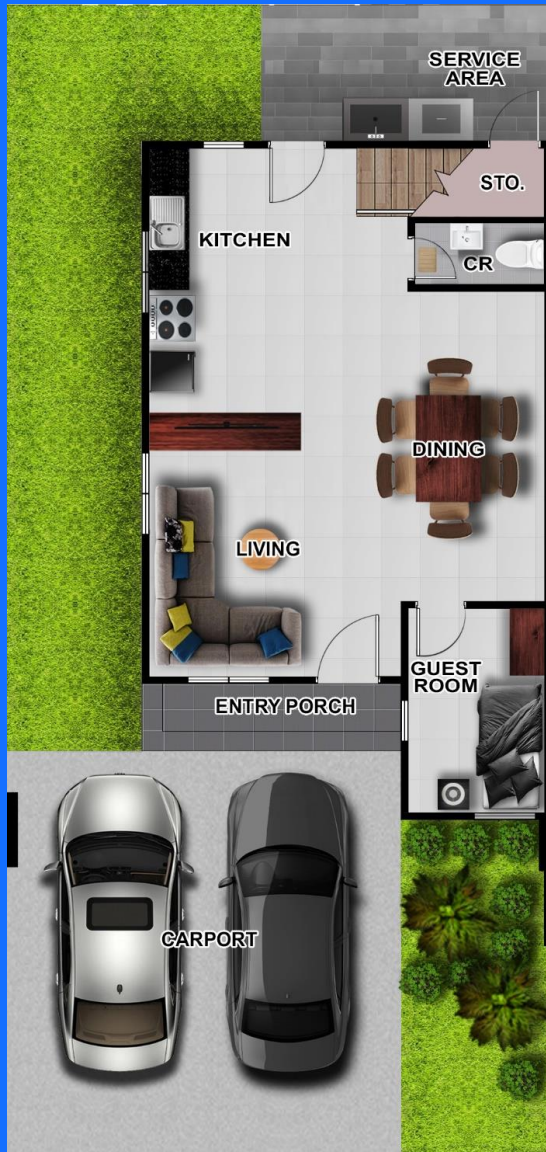 SERVICE
AREA
STO.
KITCHEN
CR
DINING
LIVING
GUEST
ROOM
ENTRY PORCH
CARPORT